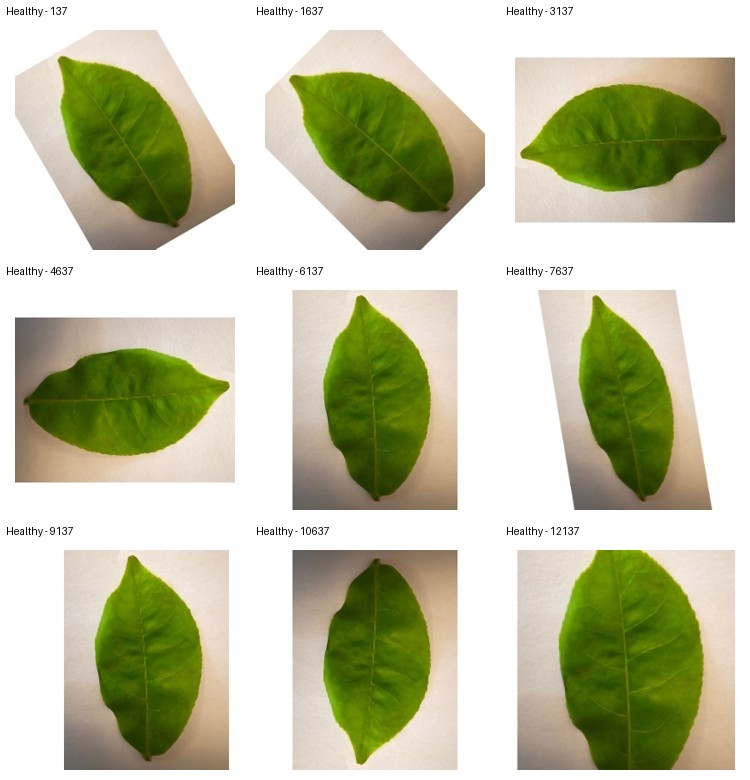 Healthy - 137
Healthy - 1637
Healthy - 3137
Healthy - 4637
Healthy - 6137
Healthy - 7637
Healthy - 9137
Healthy - 10637
Healthy - 12137